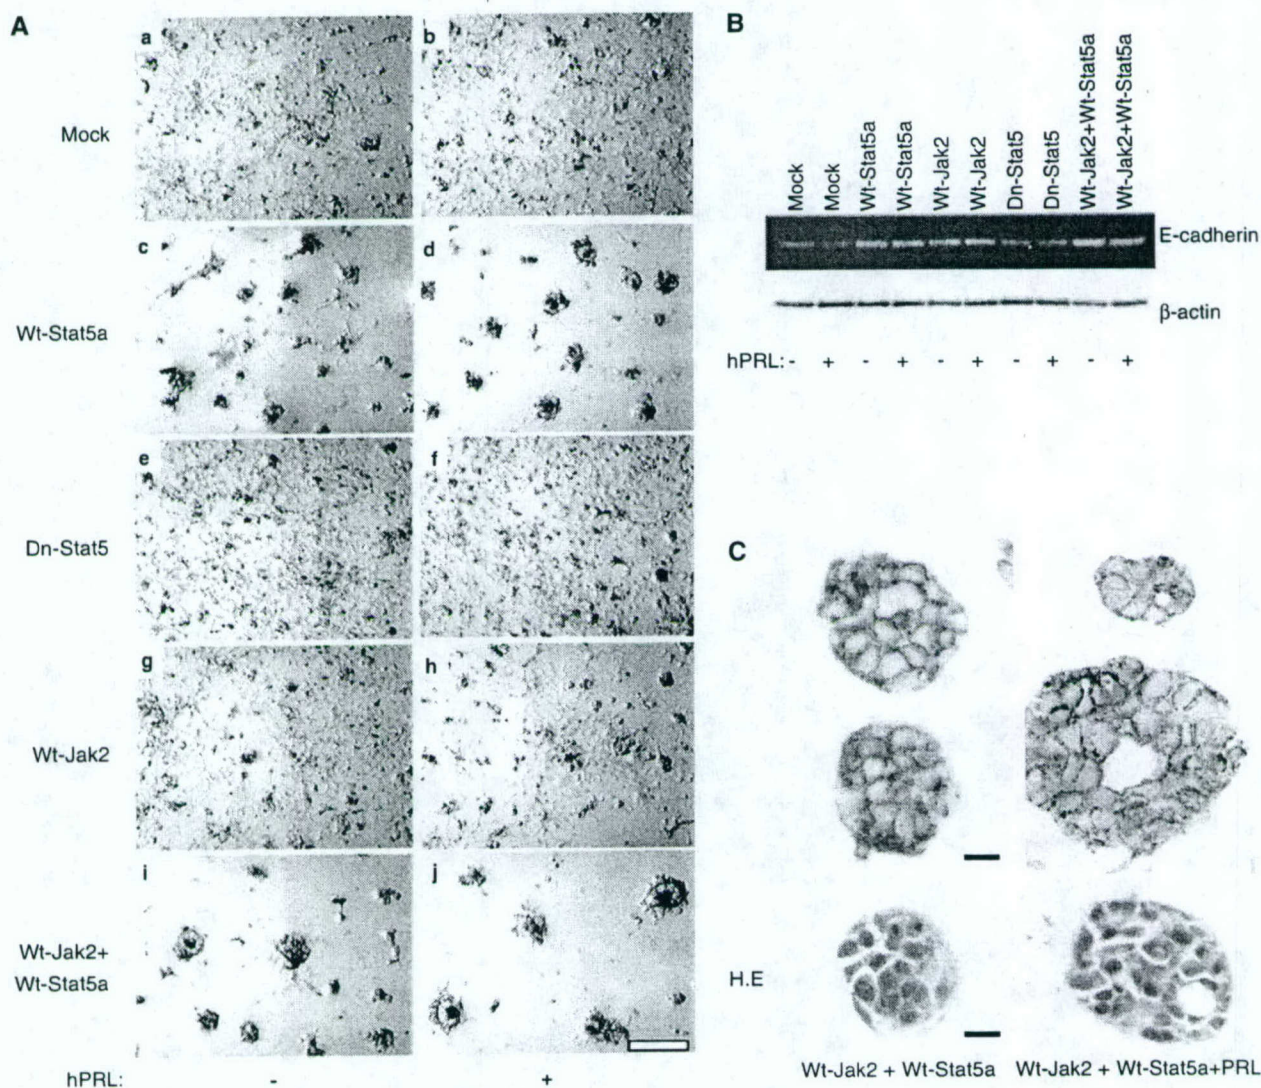 A
a
b
Mock
c
d
Wt-Stat5a
e
f
Dn-Stat5
g
h
Wt-Jak2
i
j
Wt-Jak2+
Wt-Stat5a
hPRL: - +
B
Mock
Mock
Wt-Stat5a
Wt-Stat5a
Wt-Jak2
Wt-Jak2
Dn-Stat5
Dn-Stat5
Wt-Jak2+Wt-Stat5a
Wt-Jak2+Wt-Stat5a
E-cadherin
β-actin
hPRL: - + - + - + - + - +
C
H.E
Wt-Jak2 + Wt-Stat5a
Wt-Jak2 + Wt-Stat5a+PRL